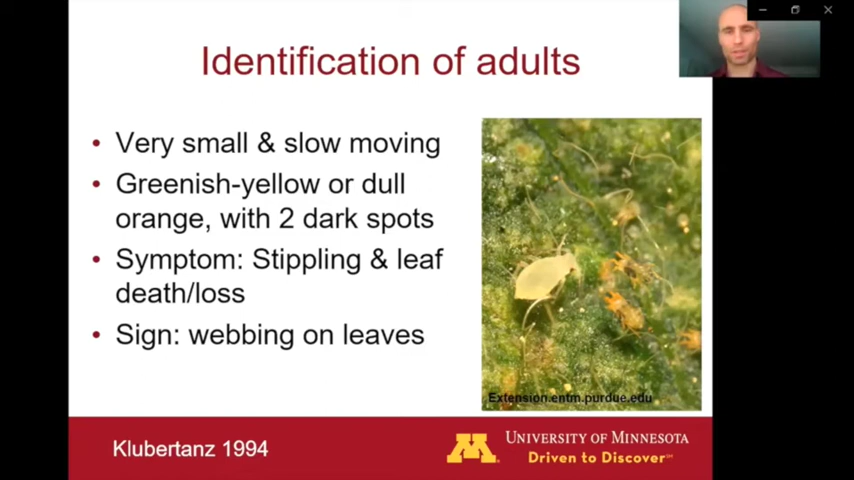 Identification of adults
• Very small & slow moving
• Greenish-yellow or dull
orange, with 2 dark spots
• Symptom: Stippling & leaf
death/loss
• Sign: webbing on leaves
Extension.entm.purdue.edu
Klubertanz 1994
M
UNIVERSITY OF MINNESOTA
Driven to Discover℠